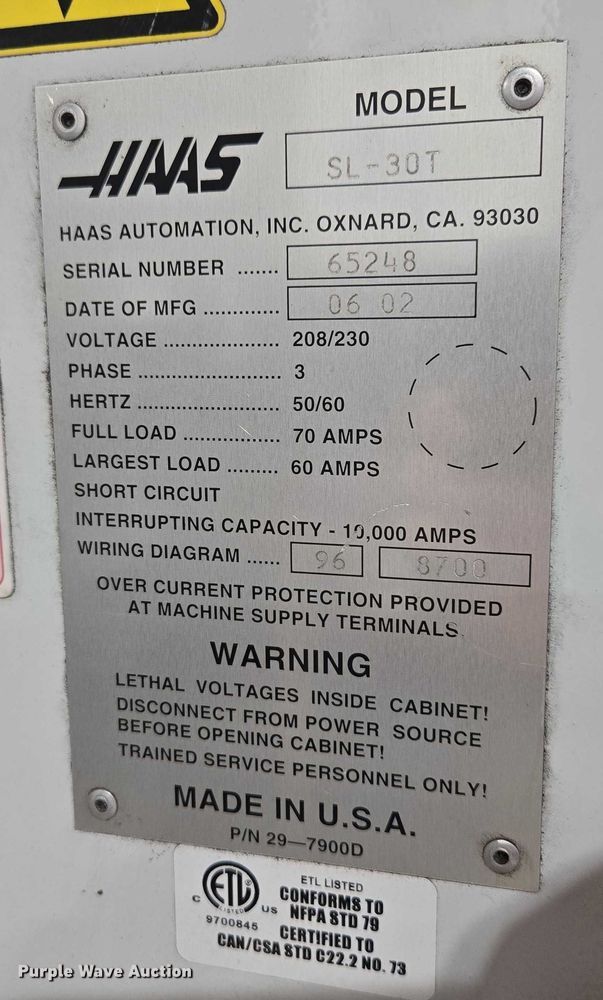 MODEL
HAAS
SL-30T
HAAS AUTOMATION, INC. OXNARD, CA. 93030
SERIAL NUMBER ....... 65248
DATE OF MFG ............. 06 02
VOLTAGE .................... 208/230
PHASE ......................... 3
HERTZ ......................... 50/60
FULL LOAD ................. 70 AMPS
LARGEST LOAD ......... 60 AMPS
SHORT CIRCUIT
INTERRUPTING CAPACITY - 10,000 AMPS
WIRING DIAGRAM ...... 96 8700
OVER CURRENT PROTECTION PROVIDED
AT MACHINE SUPPLY TERMINALS.
WARNING
LETHAL VOLTAGES INSIDE CABINET!
DISCONNECT FROM POWER SOURCE
BEFORE OPENING CABINET!
TRAINED SERVICE PERSONNEL ONLY!
MADE IN U.S.A.
P/N 29—7900D
ETL LISTED
CONFORMS TO
NFPA STD 79
CERTIFIED TO
CAN/CSA STD C22.2 NO. 73
C ETL LISTED US
9700845
Purple Wave Auction